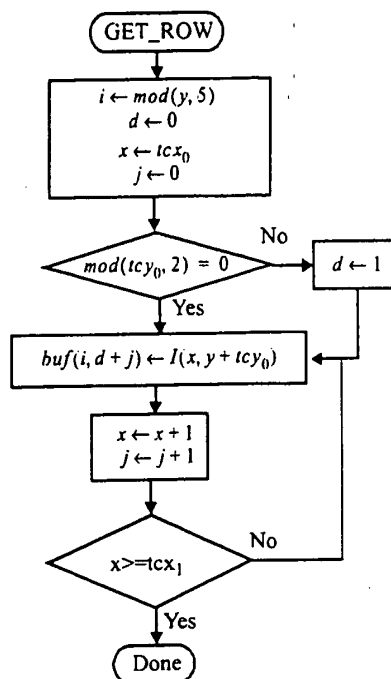 GET_ROW
i ← mod(y, 5)
d ← 0
x ← tcx₀
j ← 0
mod(tcy₀, 2) = 0
No
d ← 1
Yes
buf(i, d + j) ← I(x, y + tcy₀)
x ← x + 1
j ← j + 1
x>=tcx₁
No
Yes
Done